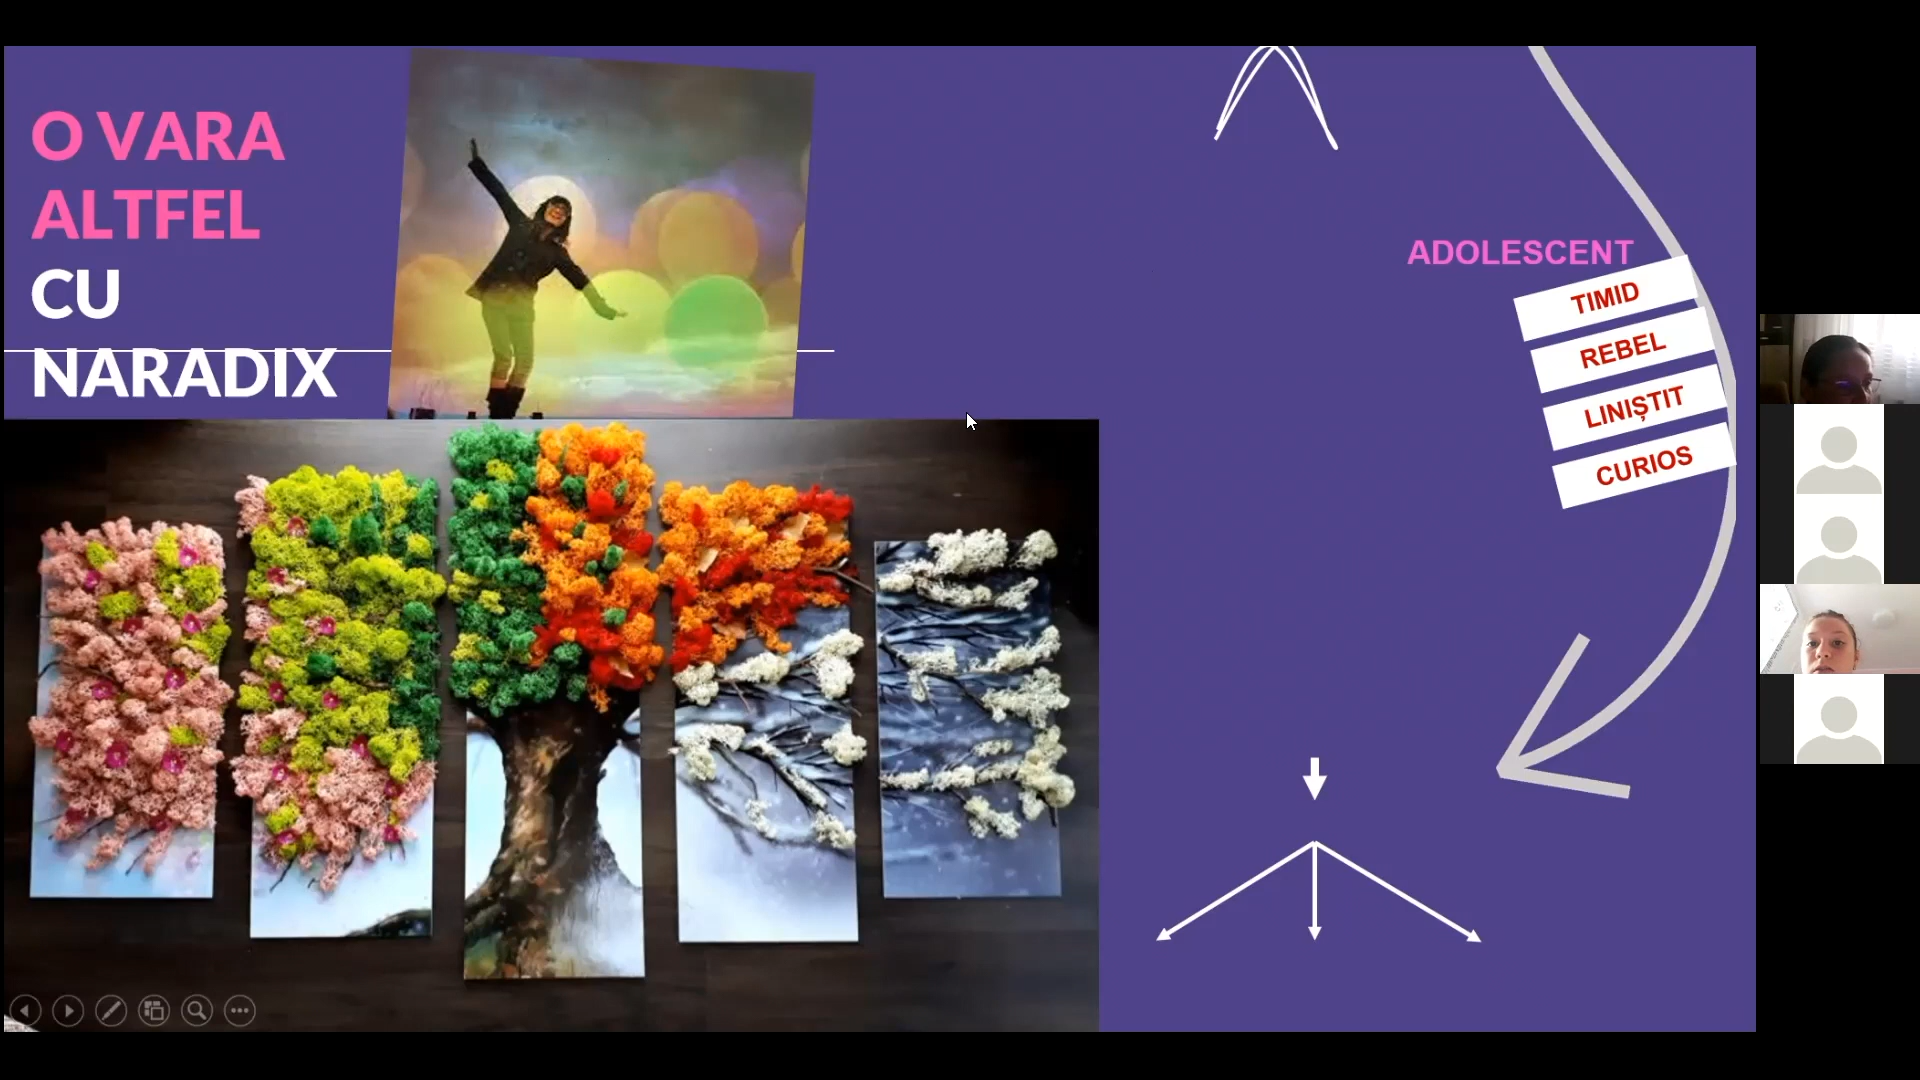 O VARA
ALTFEL
CU
NARADIX
ADOLESCENT
TIMID
REBEL
LINIȘTIT
CURIOS